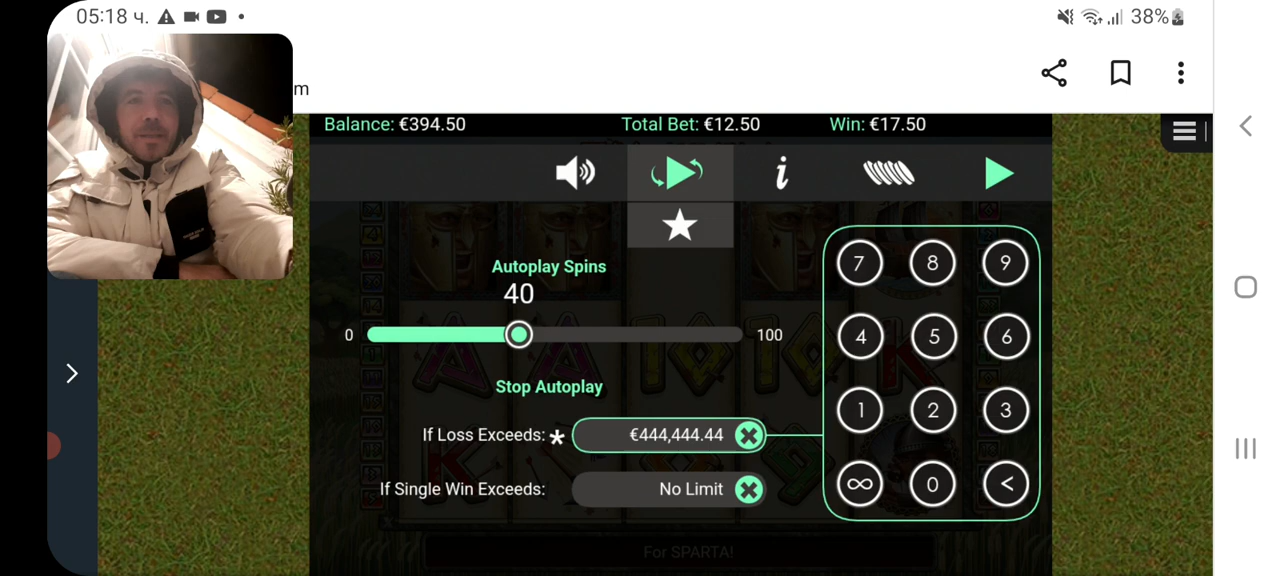 05:18 ч.
38%
m
Balance: €394.50 Total Bet: €12.50 Win: €17.50
Autoplay Spins
40
0 100
Stop Autoplay
If Loss Exceeds: * €444,444.44
If Single Win Exceeds: No Limit
7 8 9
4 5 6
1 2 3
∞ 0 <
For SPARTA!